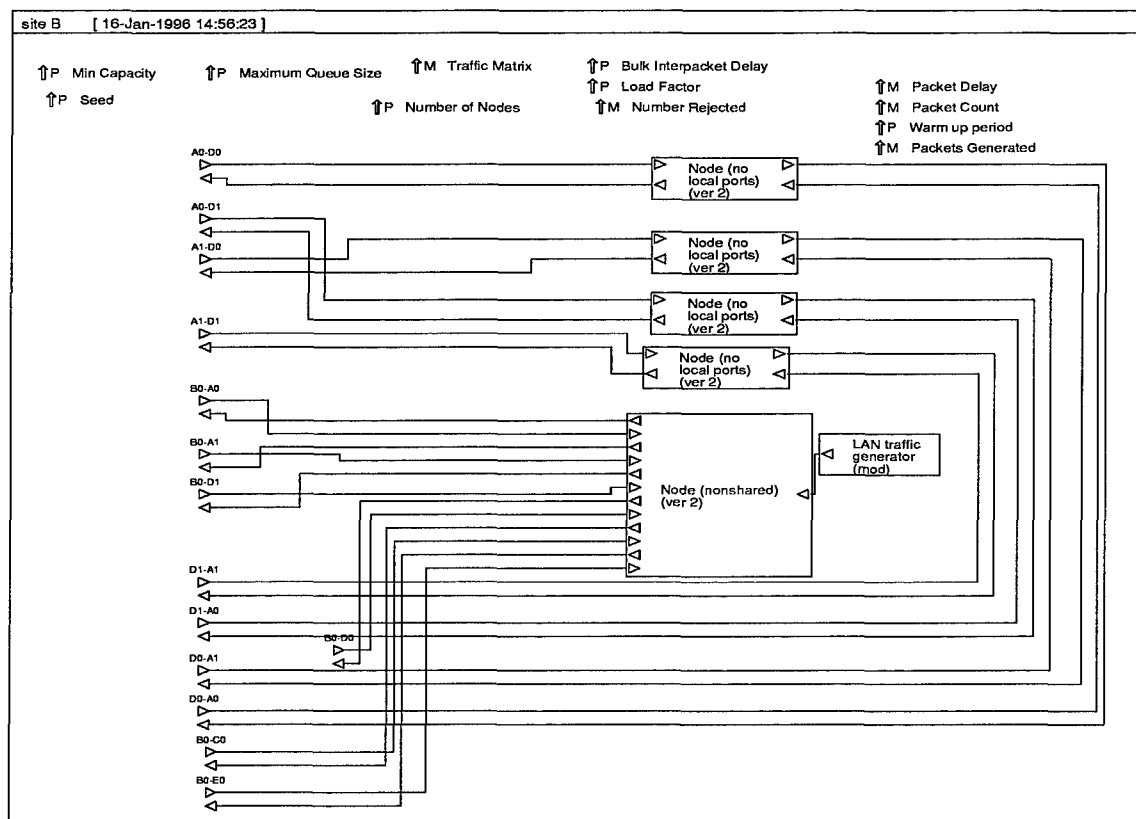 site B [ 16-Jan-1996 14:56:23 ]
⇧P Min Capacity
⇧P Maximum Queue Size
⇧M Traffic Matrix
⇧P Bulk Interpacket Delay
⇧P Load Factor
⇧P Seed
⇧P Number of Nodes
⇧M Number Rejected
⇧M Packet Delay
⇧M Packet Count
⇧P Warm up period
⇧M Packets Generated
A0-D0
Node (no
local ports)
(ver 2)
A0-D1
A1-D0
Node (no
local ports)
(ver 2)
Node (no
local ports)
(ver 2)
A1-D1
Node (no
local ports)
(ver 2)
B0-A0
B0-A1
B0-D1
Node (nonshared)
(ver 2)
LAN traffic
generator
(mod)
D1-A1
D1-A0
B0-D0
D0-A1
D0-A0
B0-C0
B0-E0